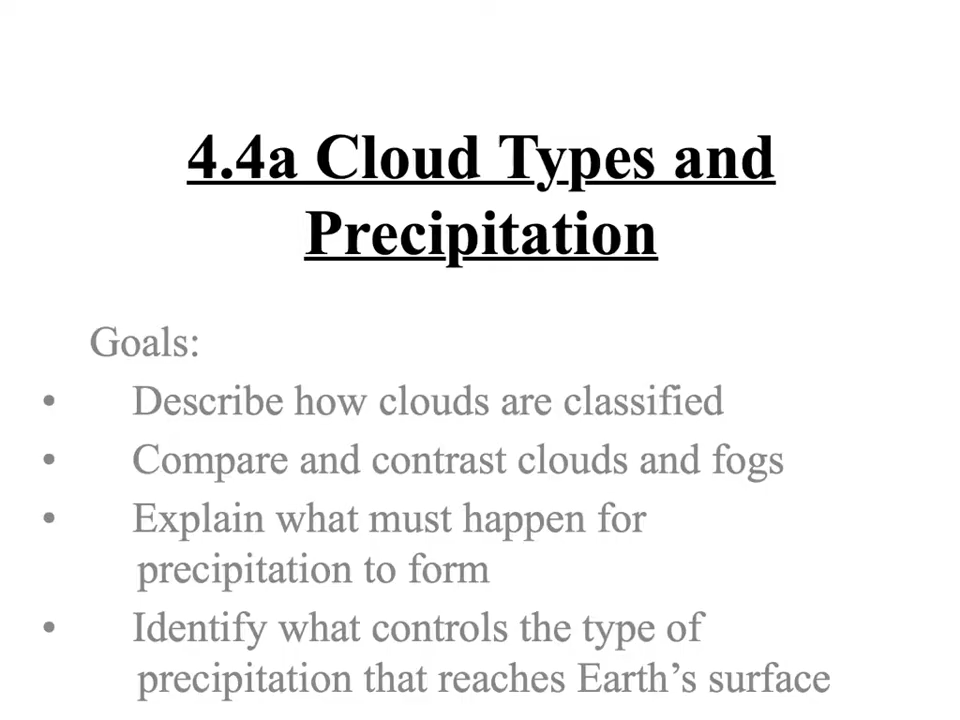 4.4a Cloud Types and
Precipitation
Goals:
• Describe how clouds are classified
• Compare and contrast clouds and fogs
• Explain what must happen for
precipitation to form
• Identify what controls the type of
precipitation that reaches Earth’s surface